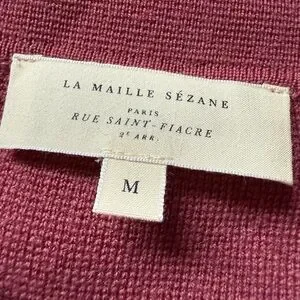 LA MAILLE SÉZANE
PARIS
RUE SAINT-FIACRE
2E ARR.
M